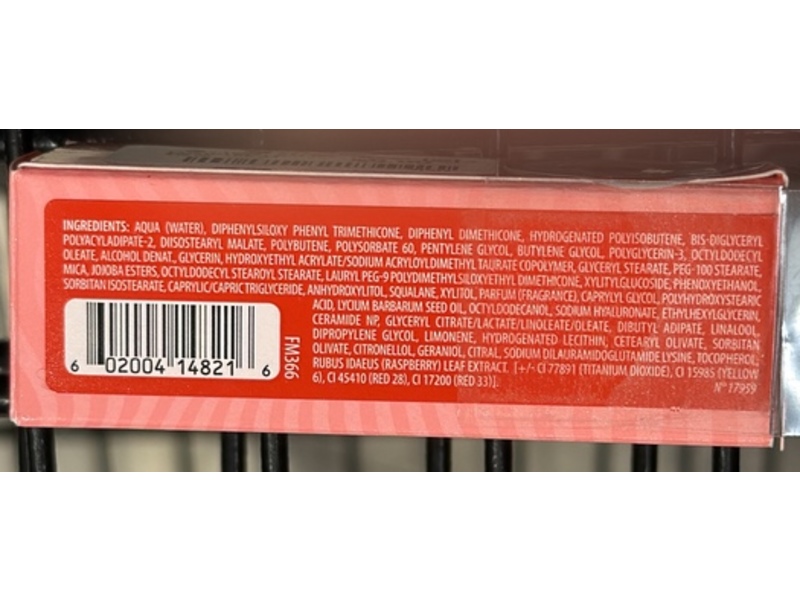 INGREDIENTS: AQUA (WATER), DIPHENYLSILOXY PHENYL TRIMETHICONE, DIPHENYL DIMETHICONE, HYDROGENATED POLYISOBUTENE, BIS-DIGLYCERYL
POLYACYLADIPATE-2, DIISOSTEARYL MALATE, POLYBUTENE, POLYSORBATE 60, PENTYLENE GLYCOL, BUTYLENE GLYCOL, POLYGLYCERIN-3, OCTYLDODECYL
OLEATE, ALCOHOL DENAT., GLYCERIN, HYDROXYETHYL ACRYLATE/SODIUM ACRYLOYLDIMETHYL TAURATE COPOLYMER, GLYCERYL STEARATE, PEG-100 STEARATE,
MICA, JOJOBA ESTERS, OCTYLDODECYL STEAROYL STEARATE, LAURYL PEG-9 POLYDIMETHYLSILOXYETHYL DIMETHICONE, XYLITYLGLUCOSIDE, PHENOXYETHANOL,
SORBITAN ISOSTEARATE, CAPRYLIC/CAPRIC TRIGLYCERIDE, ANHYDROXYLITOL, SQUALANE, XYLITOL, PARFUM (FRAGRANCE), CAPRYLYL GLYCOL, POLYHYDROXYSTEARIC
ACID, LYCIUM BARBARUM SEED OIL, OCTYLDODECANOL, SODIUM HYALURONATE, ETHYLHEXYLGLYCERIN,
CERAMIDE NP, GLYCERYL CITRATE/LACTATE/LINOLEATE/OLEATE, DIBUTYL ADIPATE, LINALOOL,
DIPROPYLENE GLYCOL, LIMONENE, HYDROGENATED LECITHIN, CETEARYL OLIVATE, SORBITAN
OLIVATE, CITRONELLOL, GERANIOL, CITRAL, SODIUM DILAURAMIDOGLUTAMIDE LYSINE, TOCOPHEROL,
RUBUS IDAEUS (RASPBERRY) LEAF EXTRACT. [+/- CI 77891 (TITANIUM DIOXIDE), CI 15985 (YELLOW
6), CI 45410 (RED 28), CI 17200 (RED 33)].
N° 17959
FM366
6 02004 14821 6